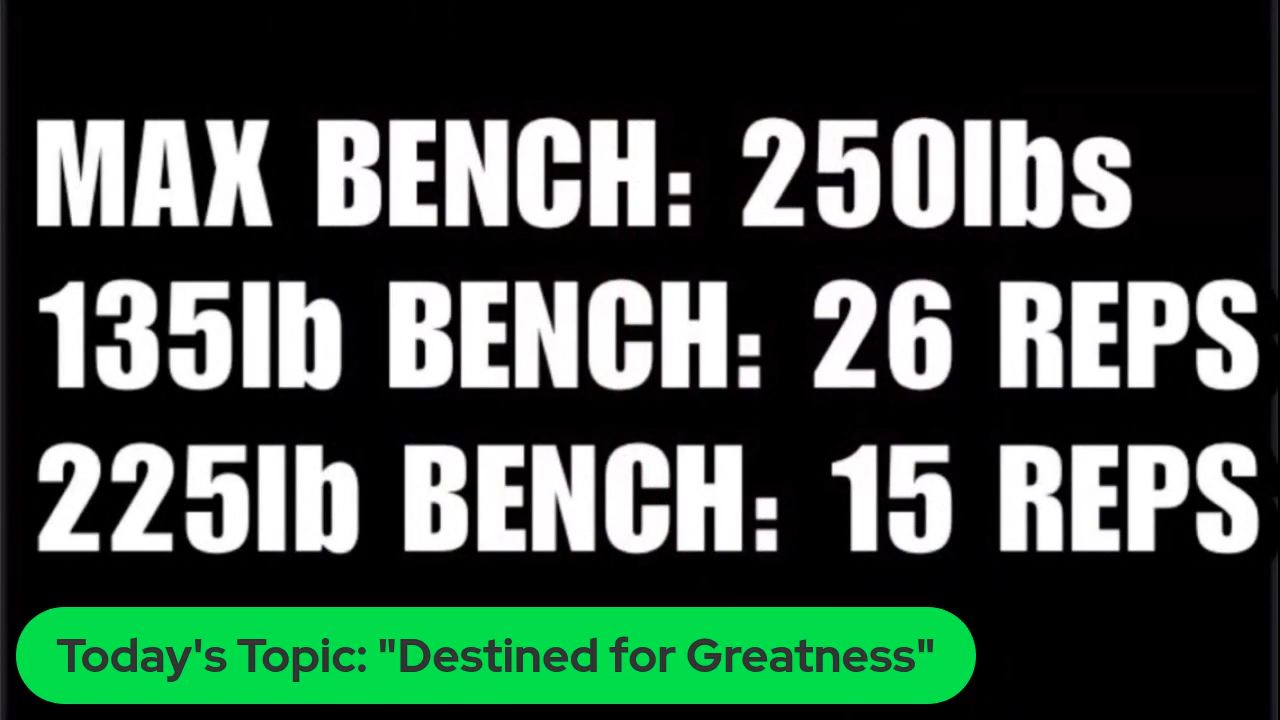 MAX BENCH: 250lbs
135lb BENCH: 26 REPS
225lb BENCH: 15 REPS
Today's Topic: "Destined for Greatness"